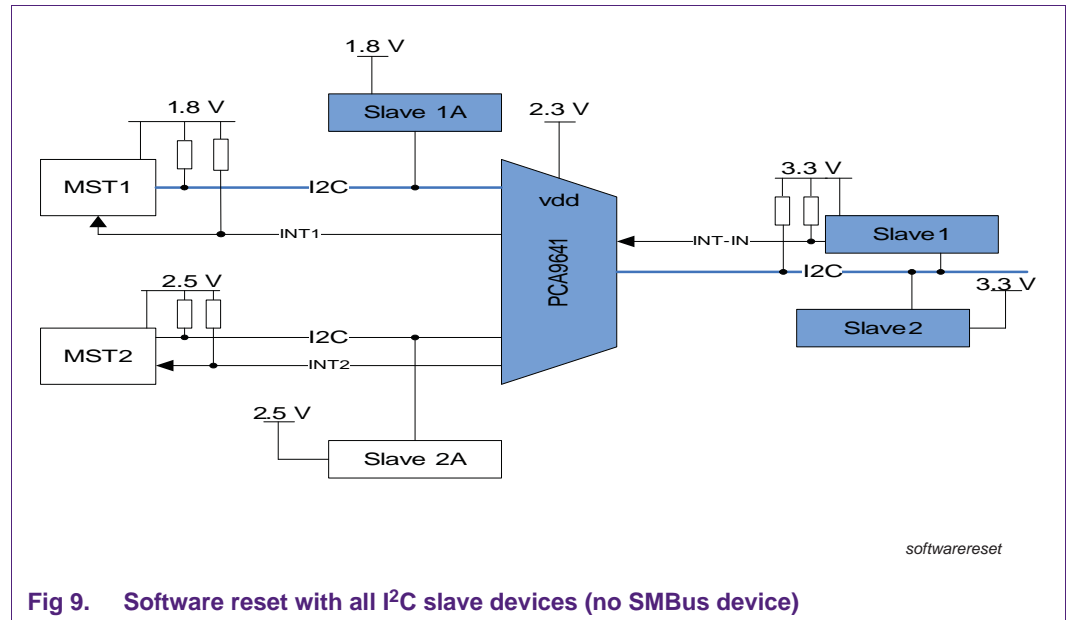 1.8 V
Slave 1A
1.8 V
2.3 V
MST1
I2C
vdd
3.3 V
INT1
INT-IN
Slave 1
PCA9641
I2C
2.5 V
3.3 V
I2C
Slave 2
MST2
INT2
2.5 V
Slave 2A
softwarereset
Fig 9. Software reset with all I²C slave devices (no SMBus device)